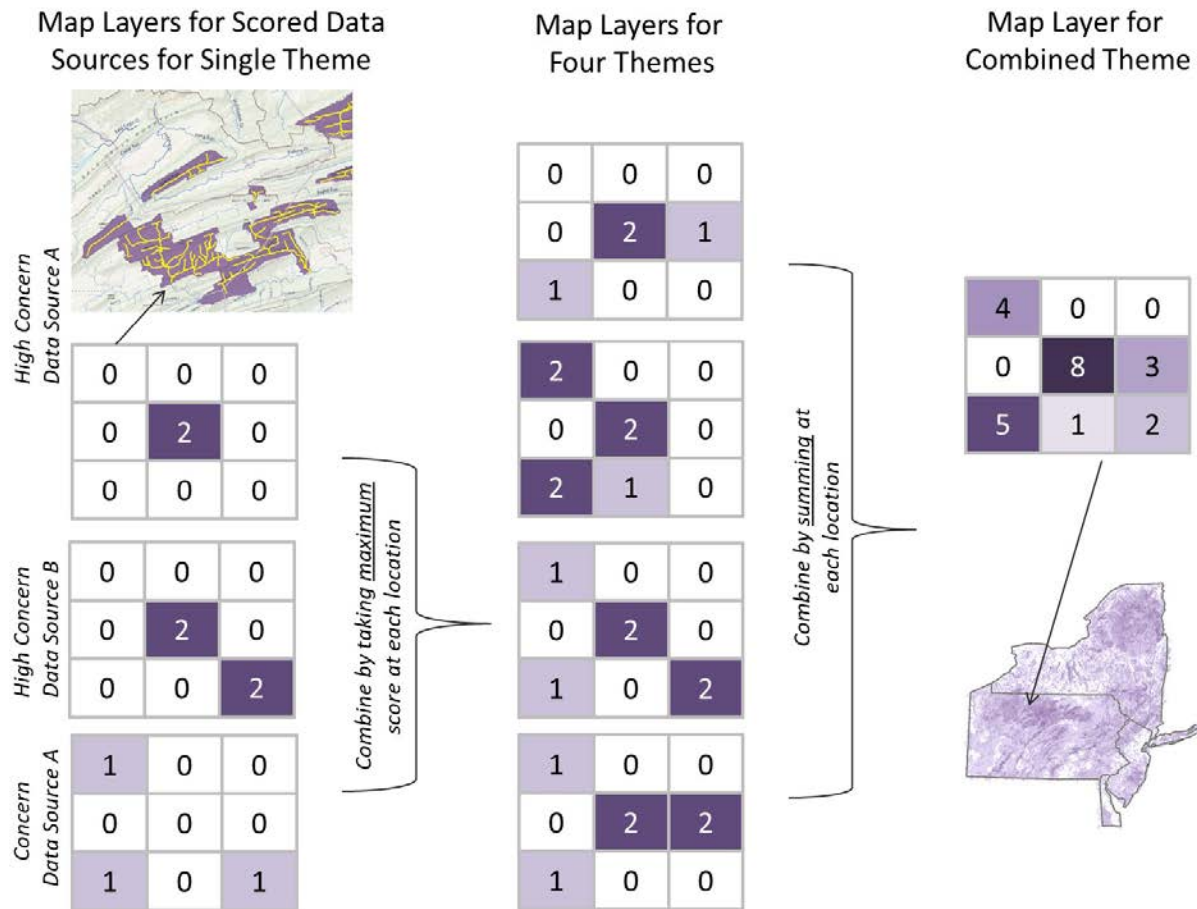 Map Layers for Scored Data
Sources for Single Theme
High Concern
Data Source A
0 0 0
0 2 0
0 0 0
High Concern
Data Source B
0 0 0
0 2 0
0 0 2
Concern
Data Source A
1 0 0
0 0 0
1 0 1
Combine by taking maximum
score at each location
Map Layers for
Four Themes
0 0 0
0 2 1
1 0 0
2 0 0
0 2 0
2 1 0
1 0 0
0 2 0
1 0 2
1 0 0
0 2 2
1 0 0
Combine by summing at
each location
Map Layer for
Combined Theme
4 0 0
0 8 3
5 1 2